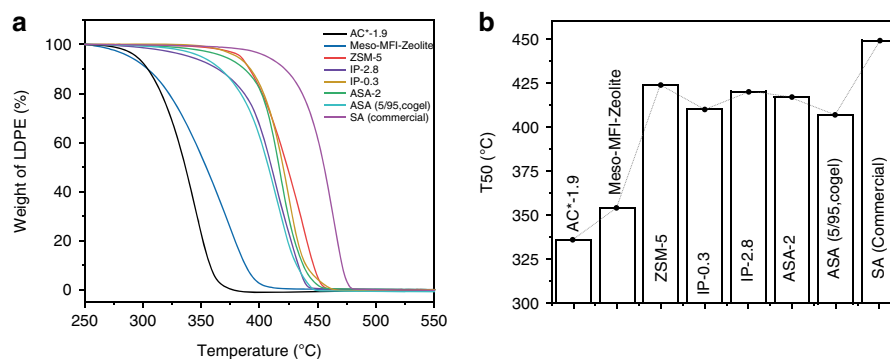 a
100
80
60
40
20
0
Weight of LDPE (%)
250 300 350 400 450 500 550
Temperature (°C)
AC*-1.9
Meso-MFI-Zeolite
ZSM-5
IP-2.8
IP-0.3
ASA-2
ASA (5/95,cogel)
SA (commercial)
b
450
425
400
375
350
325
300
T50 (°C)
AC*-1.9
Meso-MFI-Zeolite
ZSM-5
IP-0.3
IP-2.8
ASA-2
ASA (5/95,cogel)
SA (Commercial)